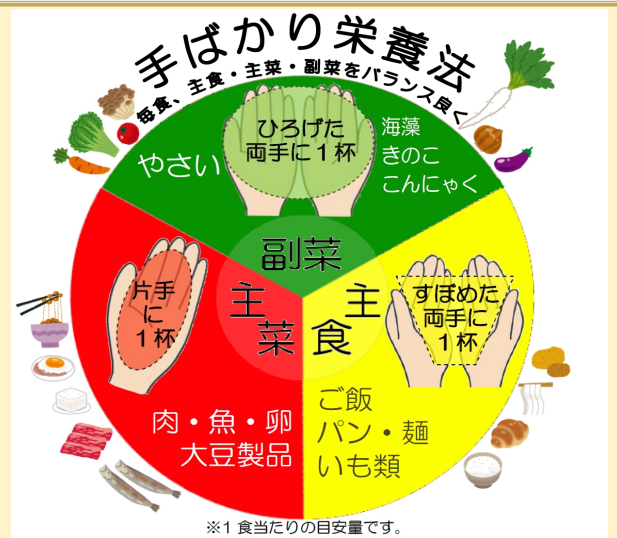 手ばかり栄養法
毎食、主食・主菜・副菜をバランス良く
やさい
ひろげた
両手に1杯
海藻
きのこ
こんにゃく
副菜
片手
に
1杯
主
菜
肉・魚・卵
大豆製品
主
食
すぼめた
両手に
1杯
ご飯
パン・麺
いも類
※1食当たりの目安量です。